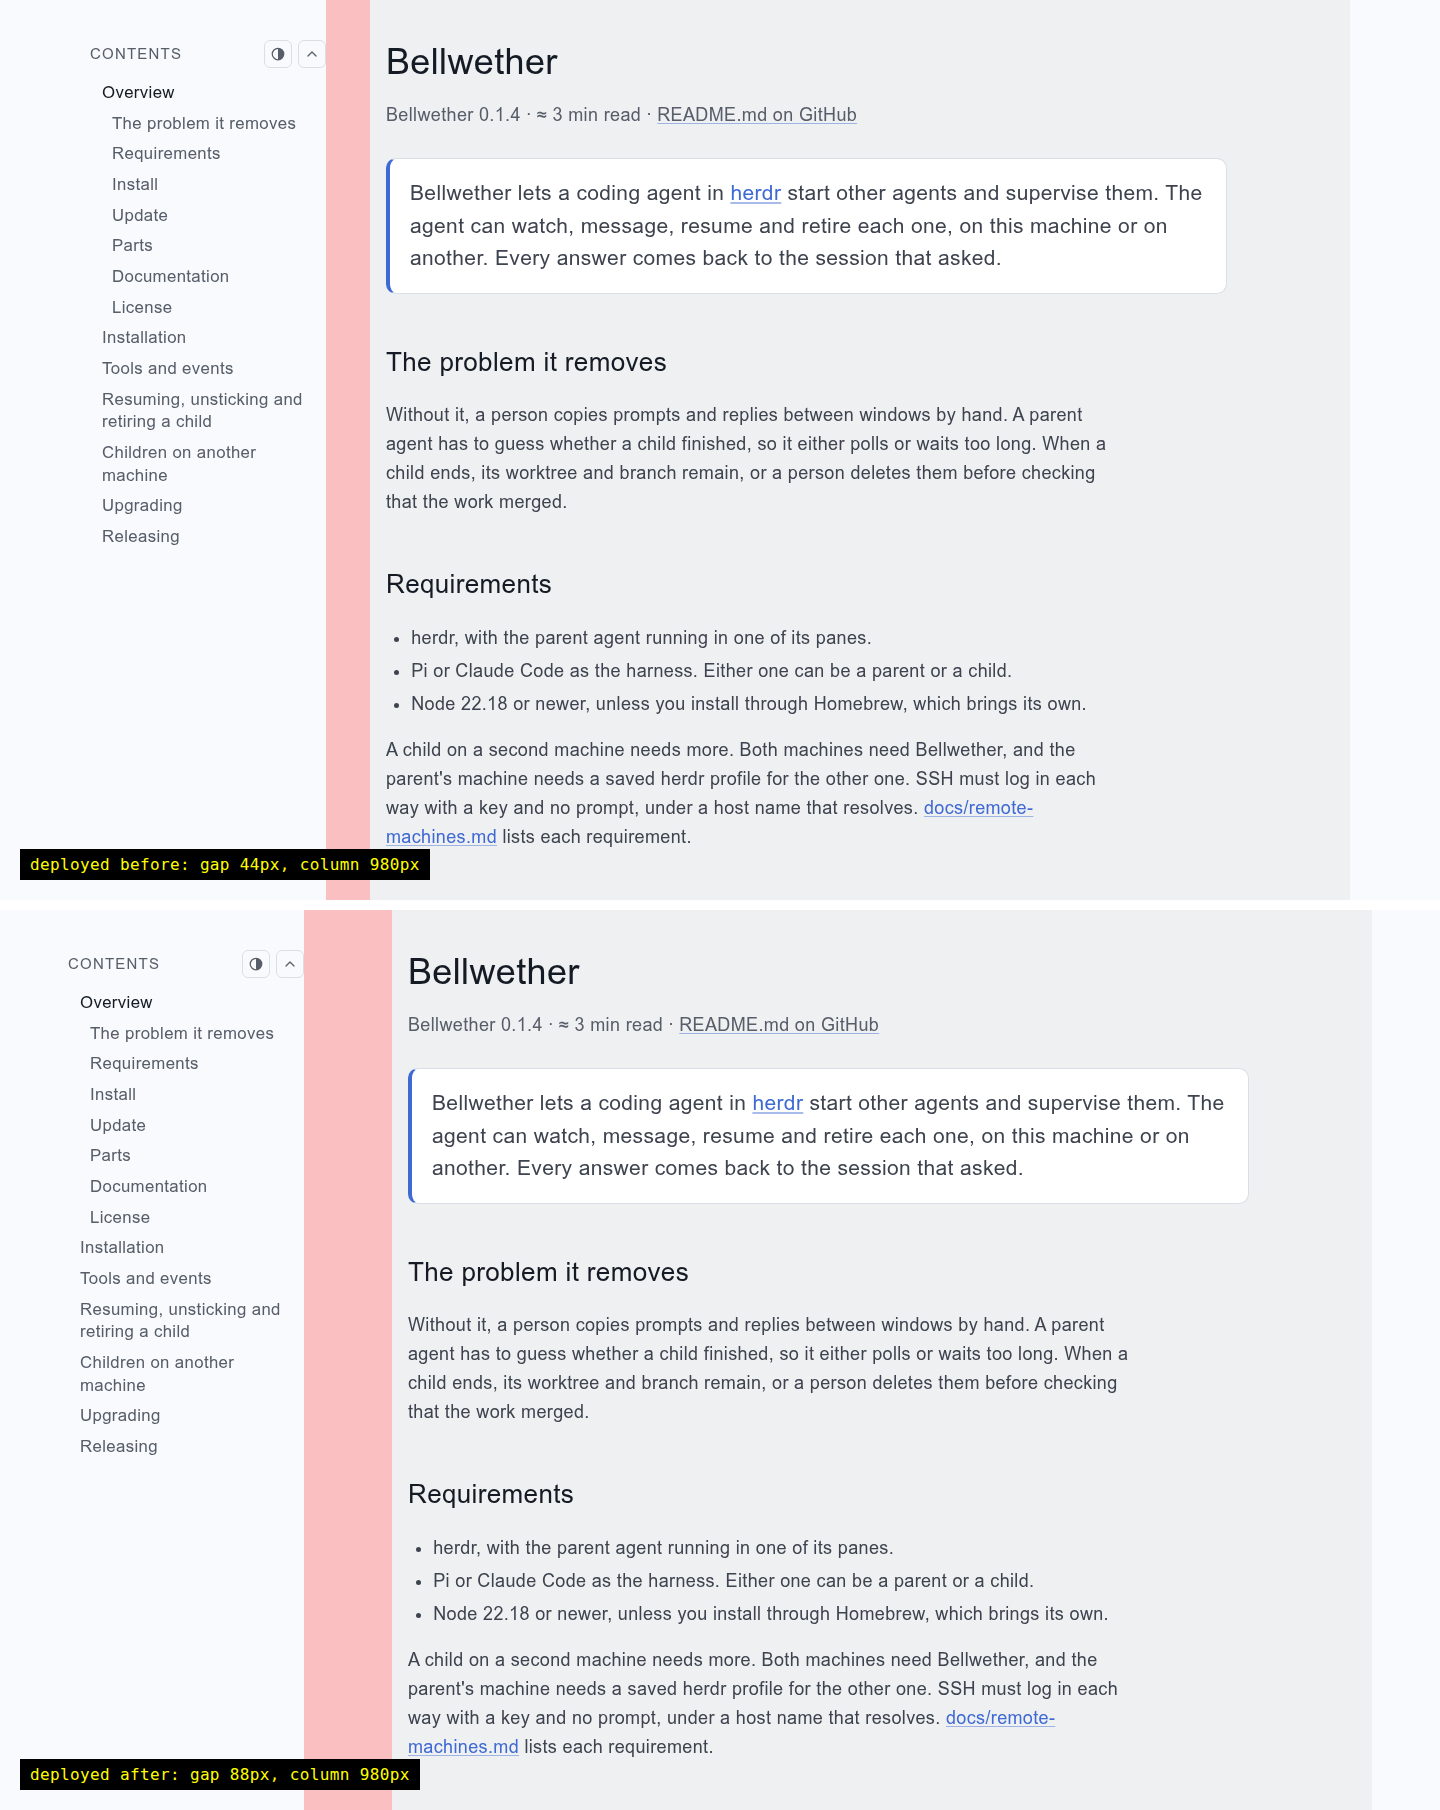 CONTENTS
Overview
The problem it removes
Requirements
Install
Update
Parts
Documentation
License
Installation
Tools and events
Resuming, unsticking and
retiring a child
Children on another
machine
Upgrading
Releasing
Bellwether
Bellwether 0.1.4 · ≈ 3 min read · README.md on GitHub
Bellwether lets a coding agent in herdr start other agents and supervise them. The
agent can watch, message, resume and retire each one, on this machine or on
another. Every answer comes back to the session that asked.
The problem it removes
Without it, a person copies prompts and replies between windows by hand. A parent
agent has to guess whether a child finished, so it either polls or waits too long. When a
child ends, its worktree and branch remain, or a person deletes them before checking
that the work merged.
Requirements
• herdr, with the parent agent running in one of its panes.
• Pi or Claude Code as the harness. Either one can be a parent or a child.
• Node 22.18 or newer, unless you install through Homebrew, which brings its own.
A child on a second machine needs more. Both machines need Bellwether, and the
parent's machine needs a saved herdr profile for the other one. SSH must log in each
way with a key and no prompt, under a host name that resolves. docs/remote-
machines.md lists each requirement.
deployed before: gap 44px, column 980px
CONTENTS
Overview
The problem it removes
Requirements
Install
Update
Parts
Documentation
License
Installation
Tools and events
Resuming, unsticking and
retiring a child
Children on another
machine
Upgrading
Releasing
Bellwether
Bellwether 0.1.4 · ≈ 3 min read · README.md on GitHub
Bellwether lets a coding agent in herdr start other agents and supervise them. The
agent can watch, message, resume and retire each one, on this machine or on
another. Every answer comes back to the session that asked.
The problem it removes
Without it, a person copies prompts and replies between windows by hand. A parent
agent has to guess whether a child finished, so it either polls or waits too long. When a
child ends, its worktree and branch remain, or a person deletes them before checking
that the work merged.
Requirements
• herdr, with the parent agent running in one of its panes.
• Pi or Claude Code as the harness. Either one can be a parent or a child.
• Node 22.18 or newer, unless you install through Homebrew, which brings its own.
A child on a second machine needs more. Both machines need Bellwether, and the
parent's machine needs a saved herdr profile for the other one. SSH must log in each
way with a key and no prompt, under a host name that resolves. docs/remote-
machines.md lists each requirement.
deployed after: gap 88px, column 980px